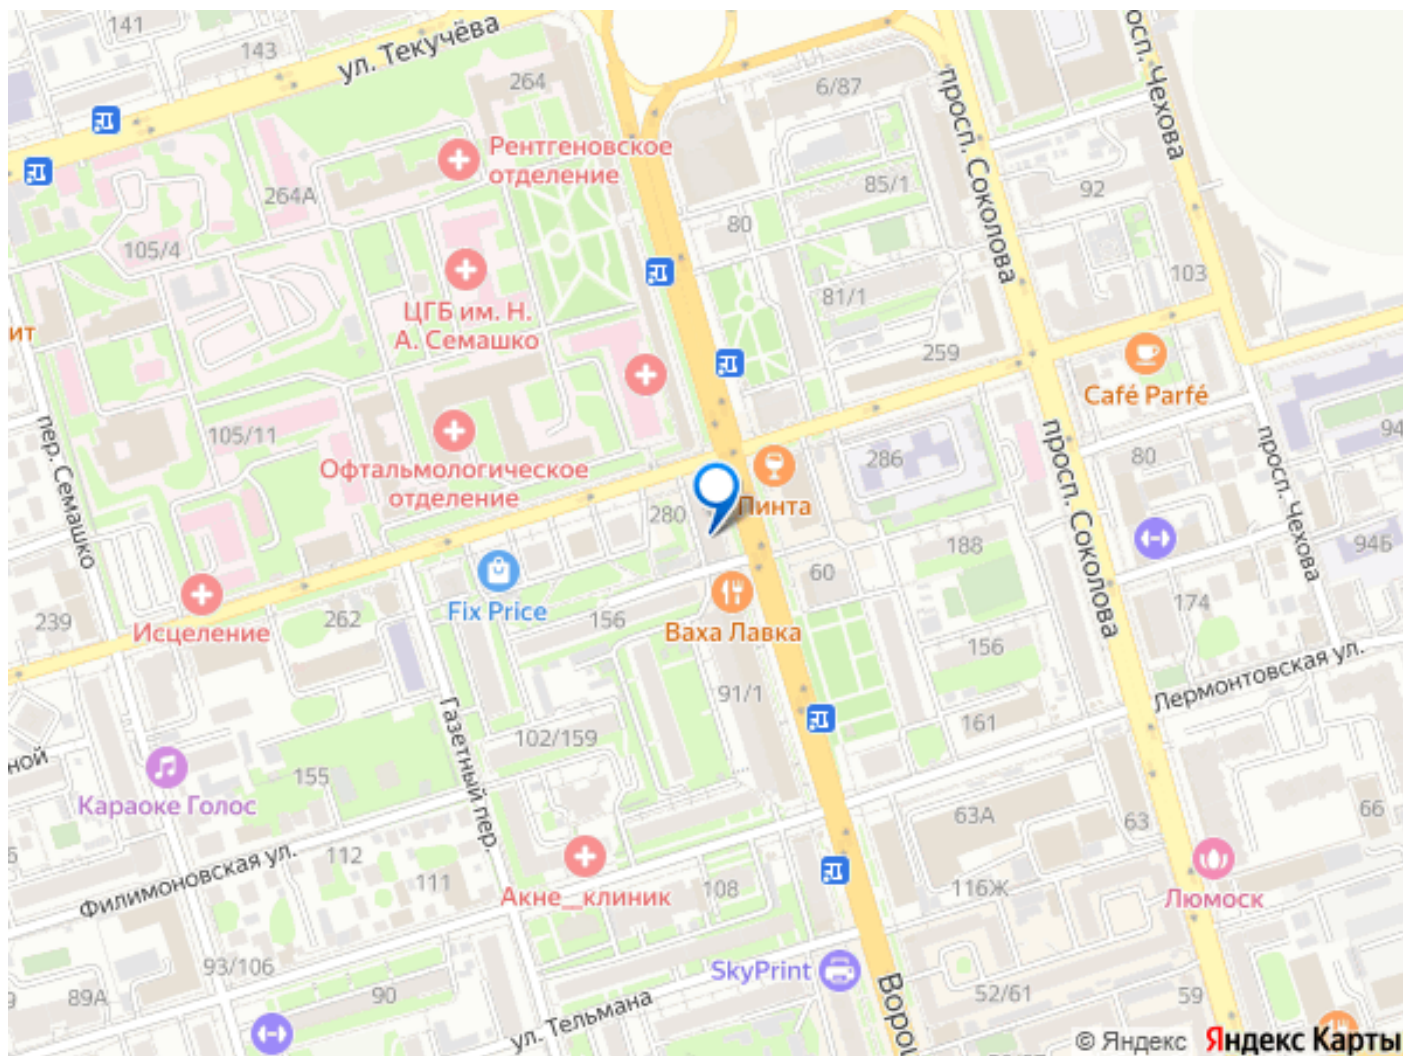 141
143
ул. Текучёва
264
6/87
просп. Чехова
просп. Соколова
Рентгеновское
отделение
264А
85/1
92
80
105/4
103
ЦГБ им. Н.
А. Семашко
81/1
ит
259
Café Parfé
пер. Семашко
105/11
94
просп. Соколова
просп. Чехова
Офтальмологическое
отделение
286
80
280
Пинта
188
94Б
60
Fix Price
174
239
Исцеление
262
156
Ваха Лавка
156
Лермонтовская ул.
91/1
Газетный пер.
161
102/159
ной
155
Караоке Голос
66
63А
63
Филимоновская ул.
112
111
Акне__клиник
108
116Ж
Люмоск
93/106
SkyPrint
89А
90
ул. Тельмана
Ворош
52/61
59
© Яндекс Яндекс Карты